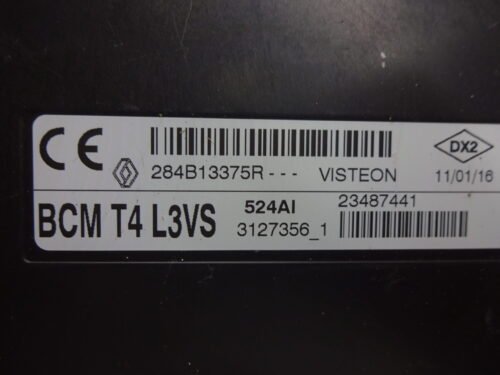 CE
284B13375R--- VISTEON
DX2
11/01/16
BCM T4 L3VS
524AI
3127356_1
23487441